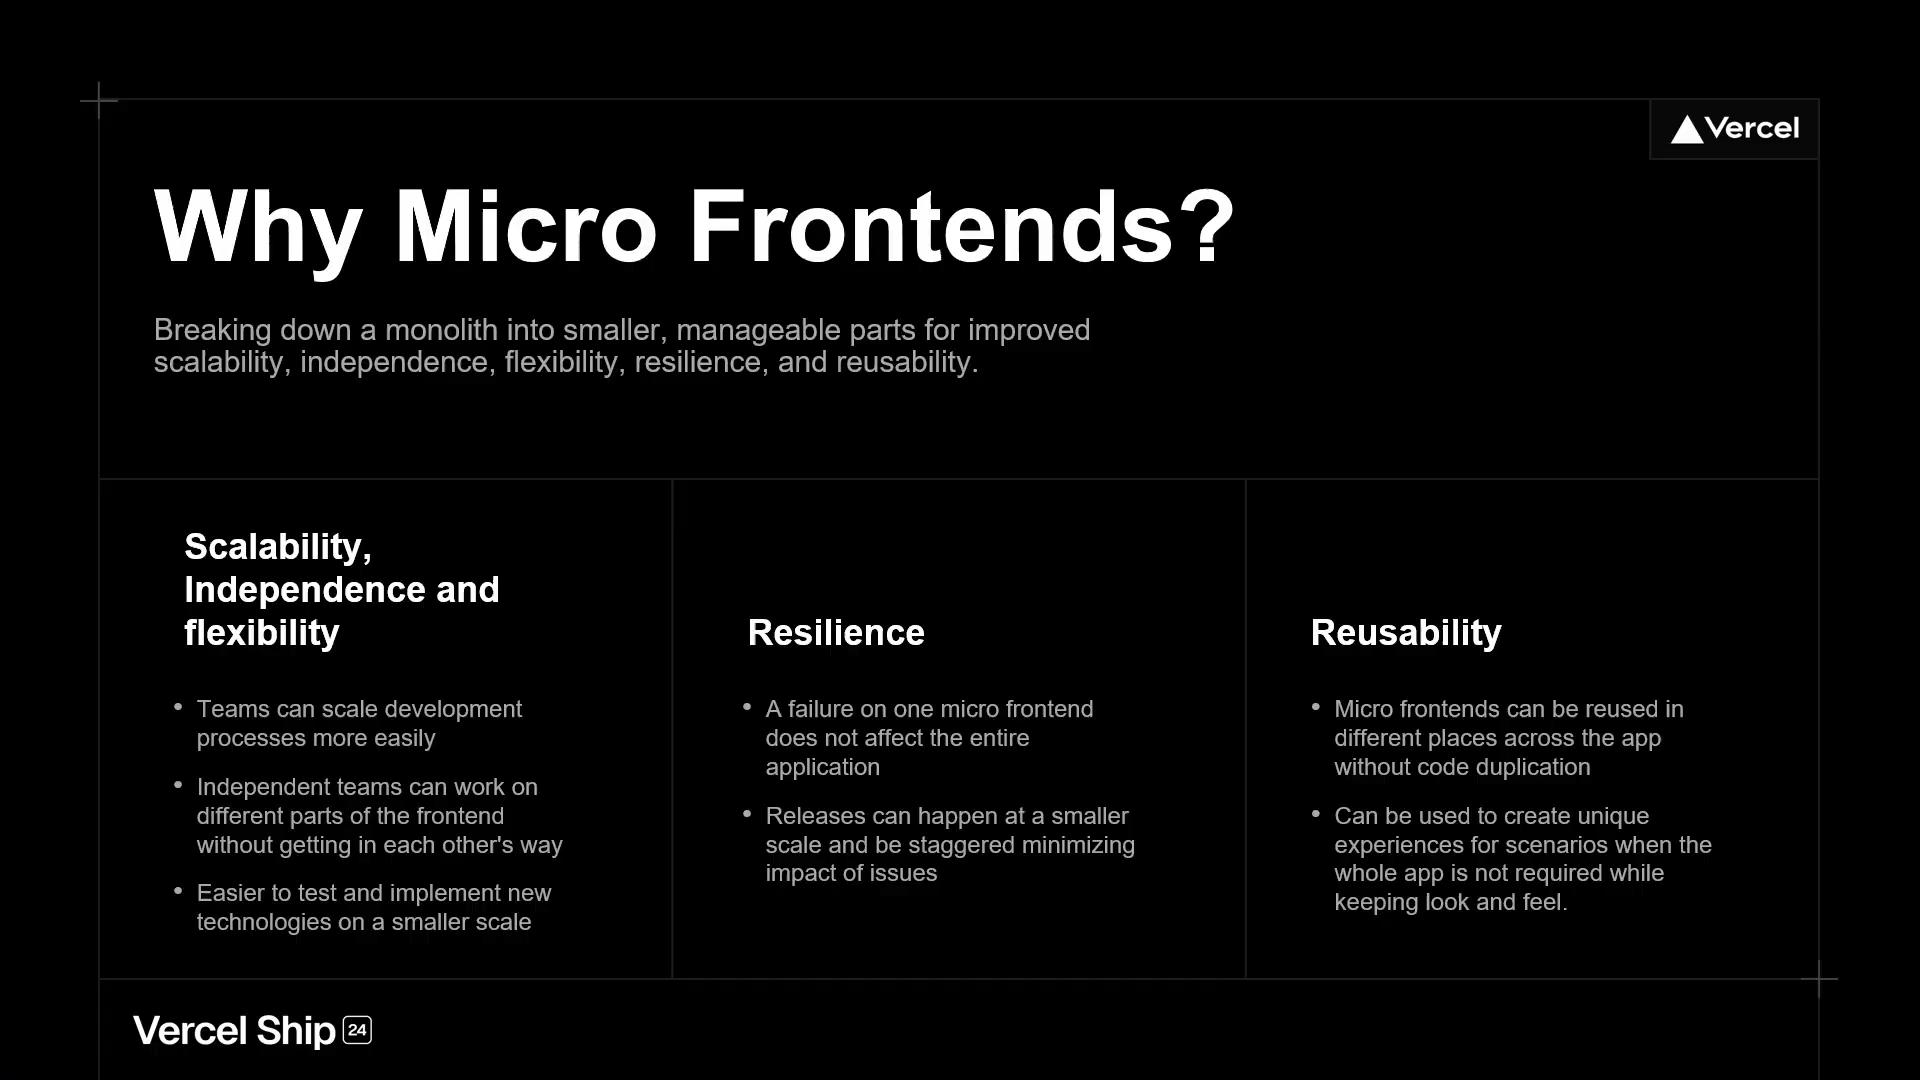 Vercel
Why Micro Frontends?
Breaking down a monolith into smaller, manageable parts for improved
scalability, independence, flexibility, resilience, and reusability.
Scalability,
Independence and
flexibility
• Teams can scale development
processes more easily
• Independent teams can work on
different parts of the frontend
without getting in each other's way
• Easier to test and implement new
technologies on a smaller scale
Resilience
• A failure on one micro frontend
does not affect the entire
application
• Releases can happen at a smaller
scale and be staggered minimizing
impact of issues
Reusability
• Micro frontends can be reused in
different places across the app
without code duplication
• Can be used to create unique
experiences for scenarios when the
whole app is not required while
keeping look and feel.
Vercel Ship 24